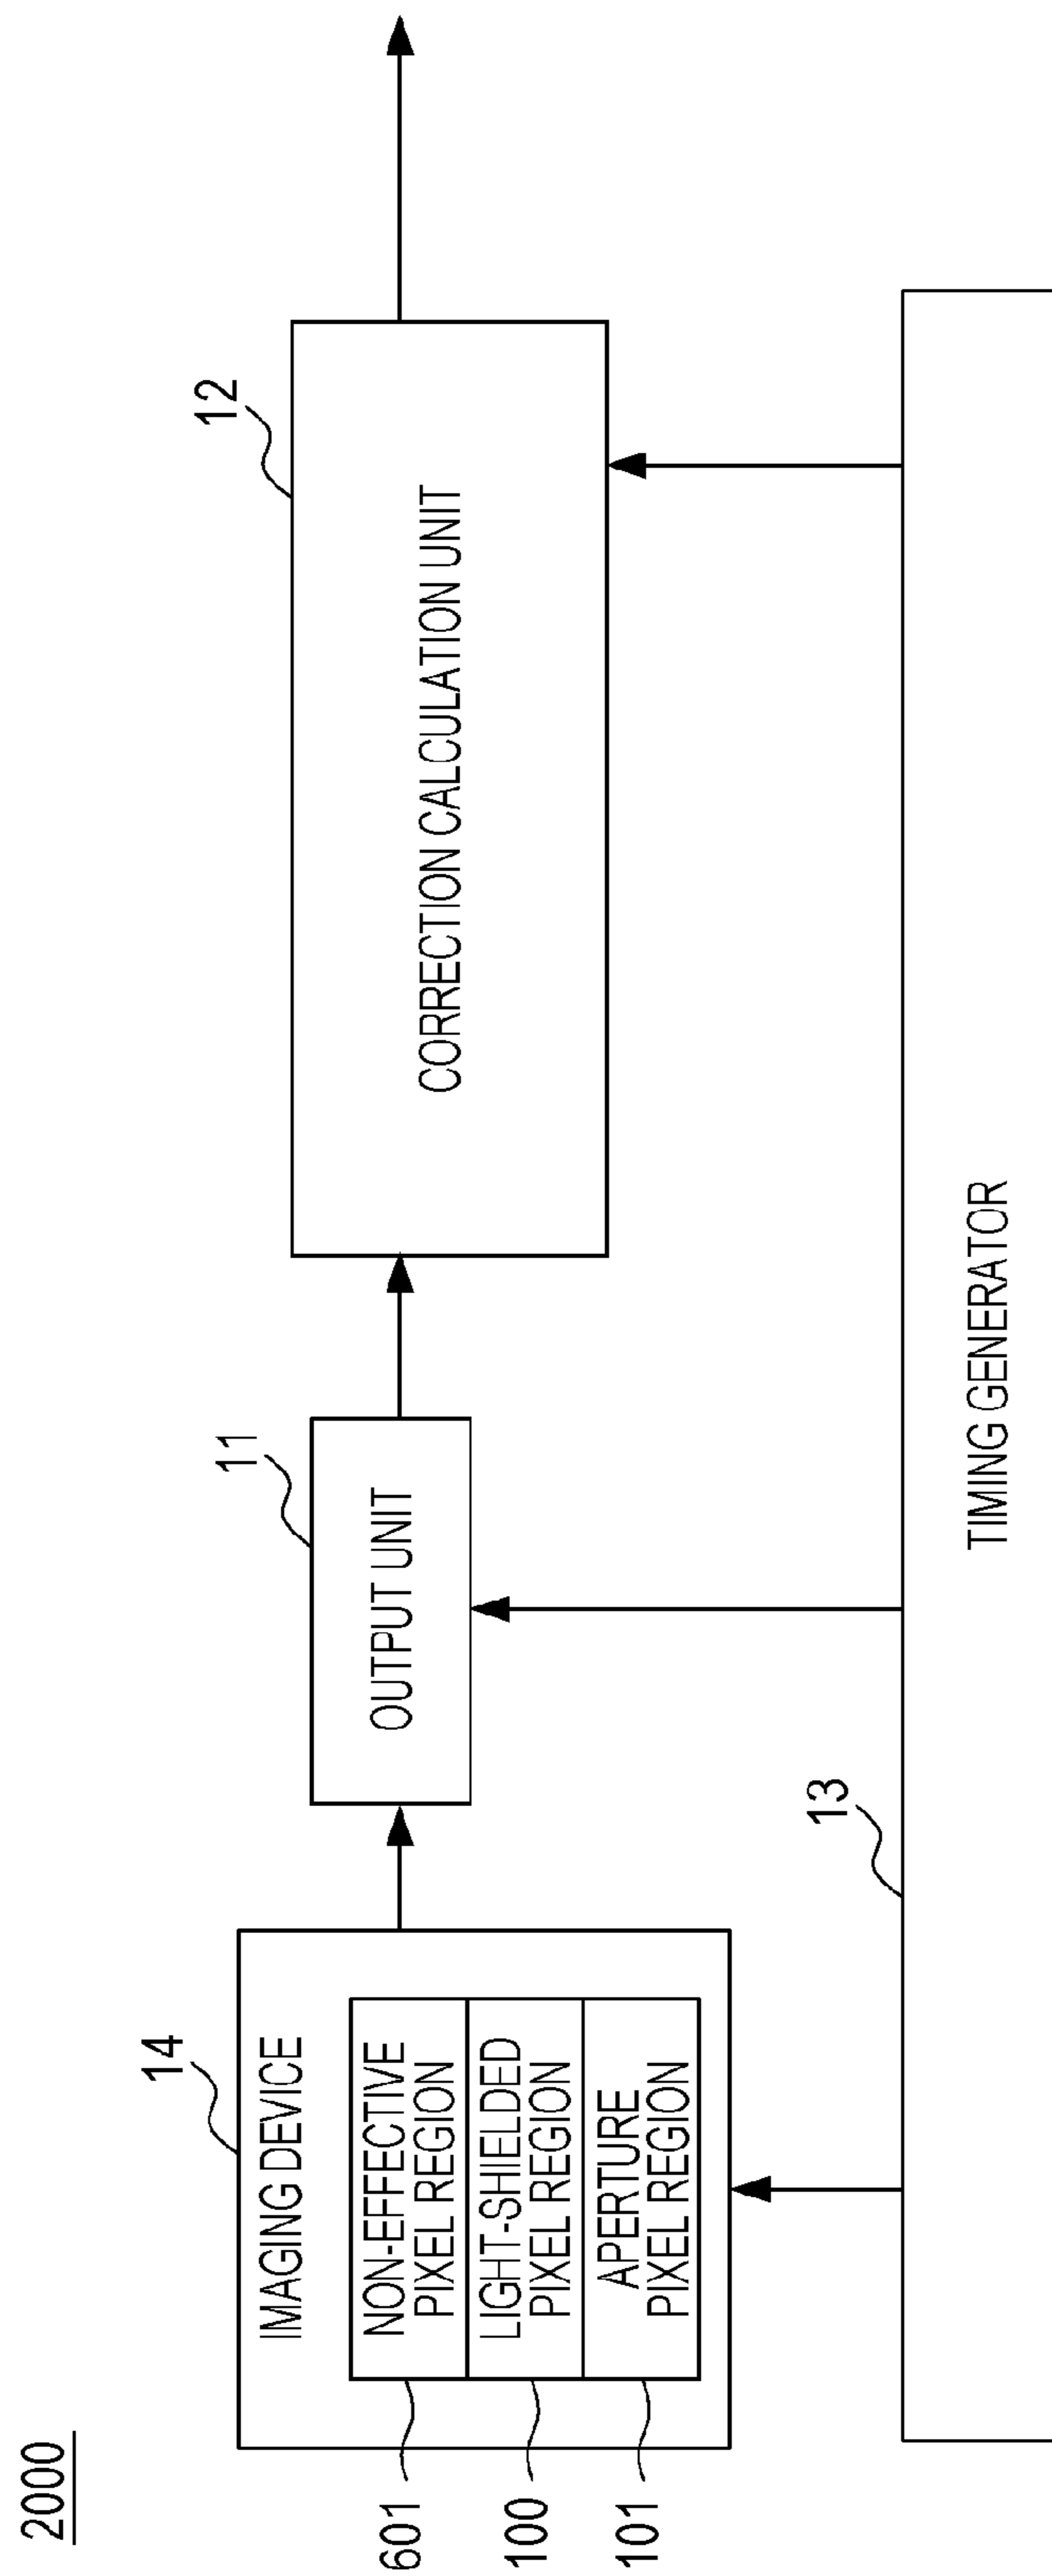 2000
14
IMAGING DEVICE
601
NON-EFFECTIVE
PIXEL REGION
100
LIGHT-SHIELDED
PIXEL REGION
101
APERTURE
PIXEL REGION
11
OUTPUT UNIT
12
CORRECTION CALCULATION UNIT
13
TIMING GENERATOR